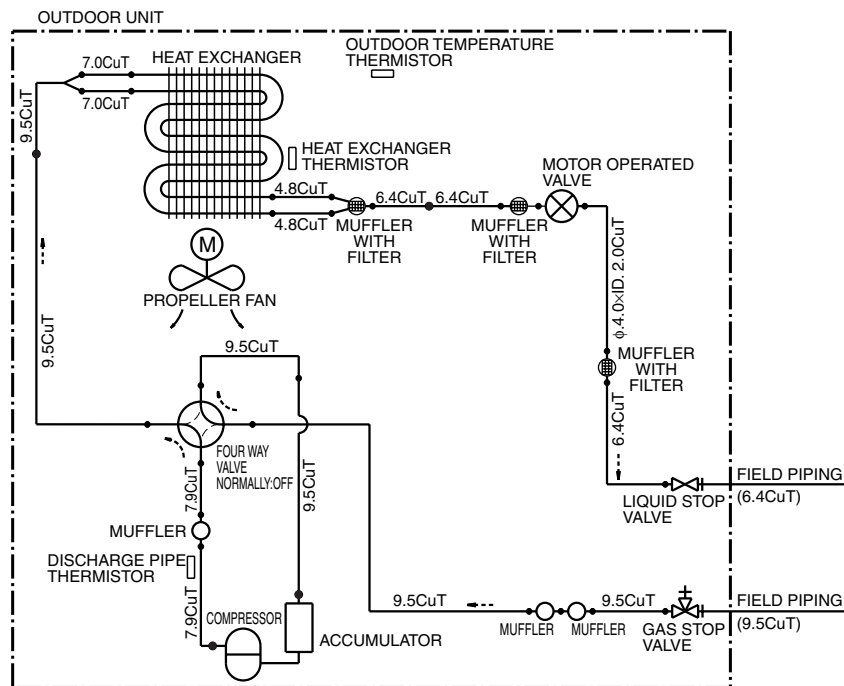 OUTDOOR UNIT
7.0CuT
HEAT EXCHANGER
OUTDOOR TEMPERATURE
THERMISTOR
7.0CuT
9.5CuT
HEAT EXCHANGER
THERMISTOR
MOTOR OPERATED
VALVE
4.8CuT
6.4CuT
6.4CuT
4.8CuT
MUFFLER
WITH
FILTER
MUFFLER
WITH
FILTER
M
PROPELLER FAN
ϕ.4.0×ID. 2.0CuT
9.5CuT
9.5CuT
MUFFLER
WITH
FILTER
6.4CuT
FOUR WAY
VALVE
NORMALLY:OFF
7.9CuT
9.5CuT
FIELD PIPING
(6.4CuT)
LIQUID STOP
VALVE
MUFFLER
DISCHARGE PIPE
THERMISTOR
7.9CuT
COMPRESSOR
ACCUMULATOR
9.5CuT
9.5CuT
MUFFLER
MUFFLER
GAS STOP
VALVE
FIELD PIPING
(9.5CuT)